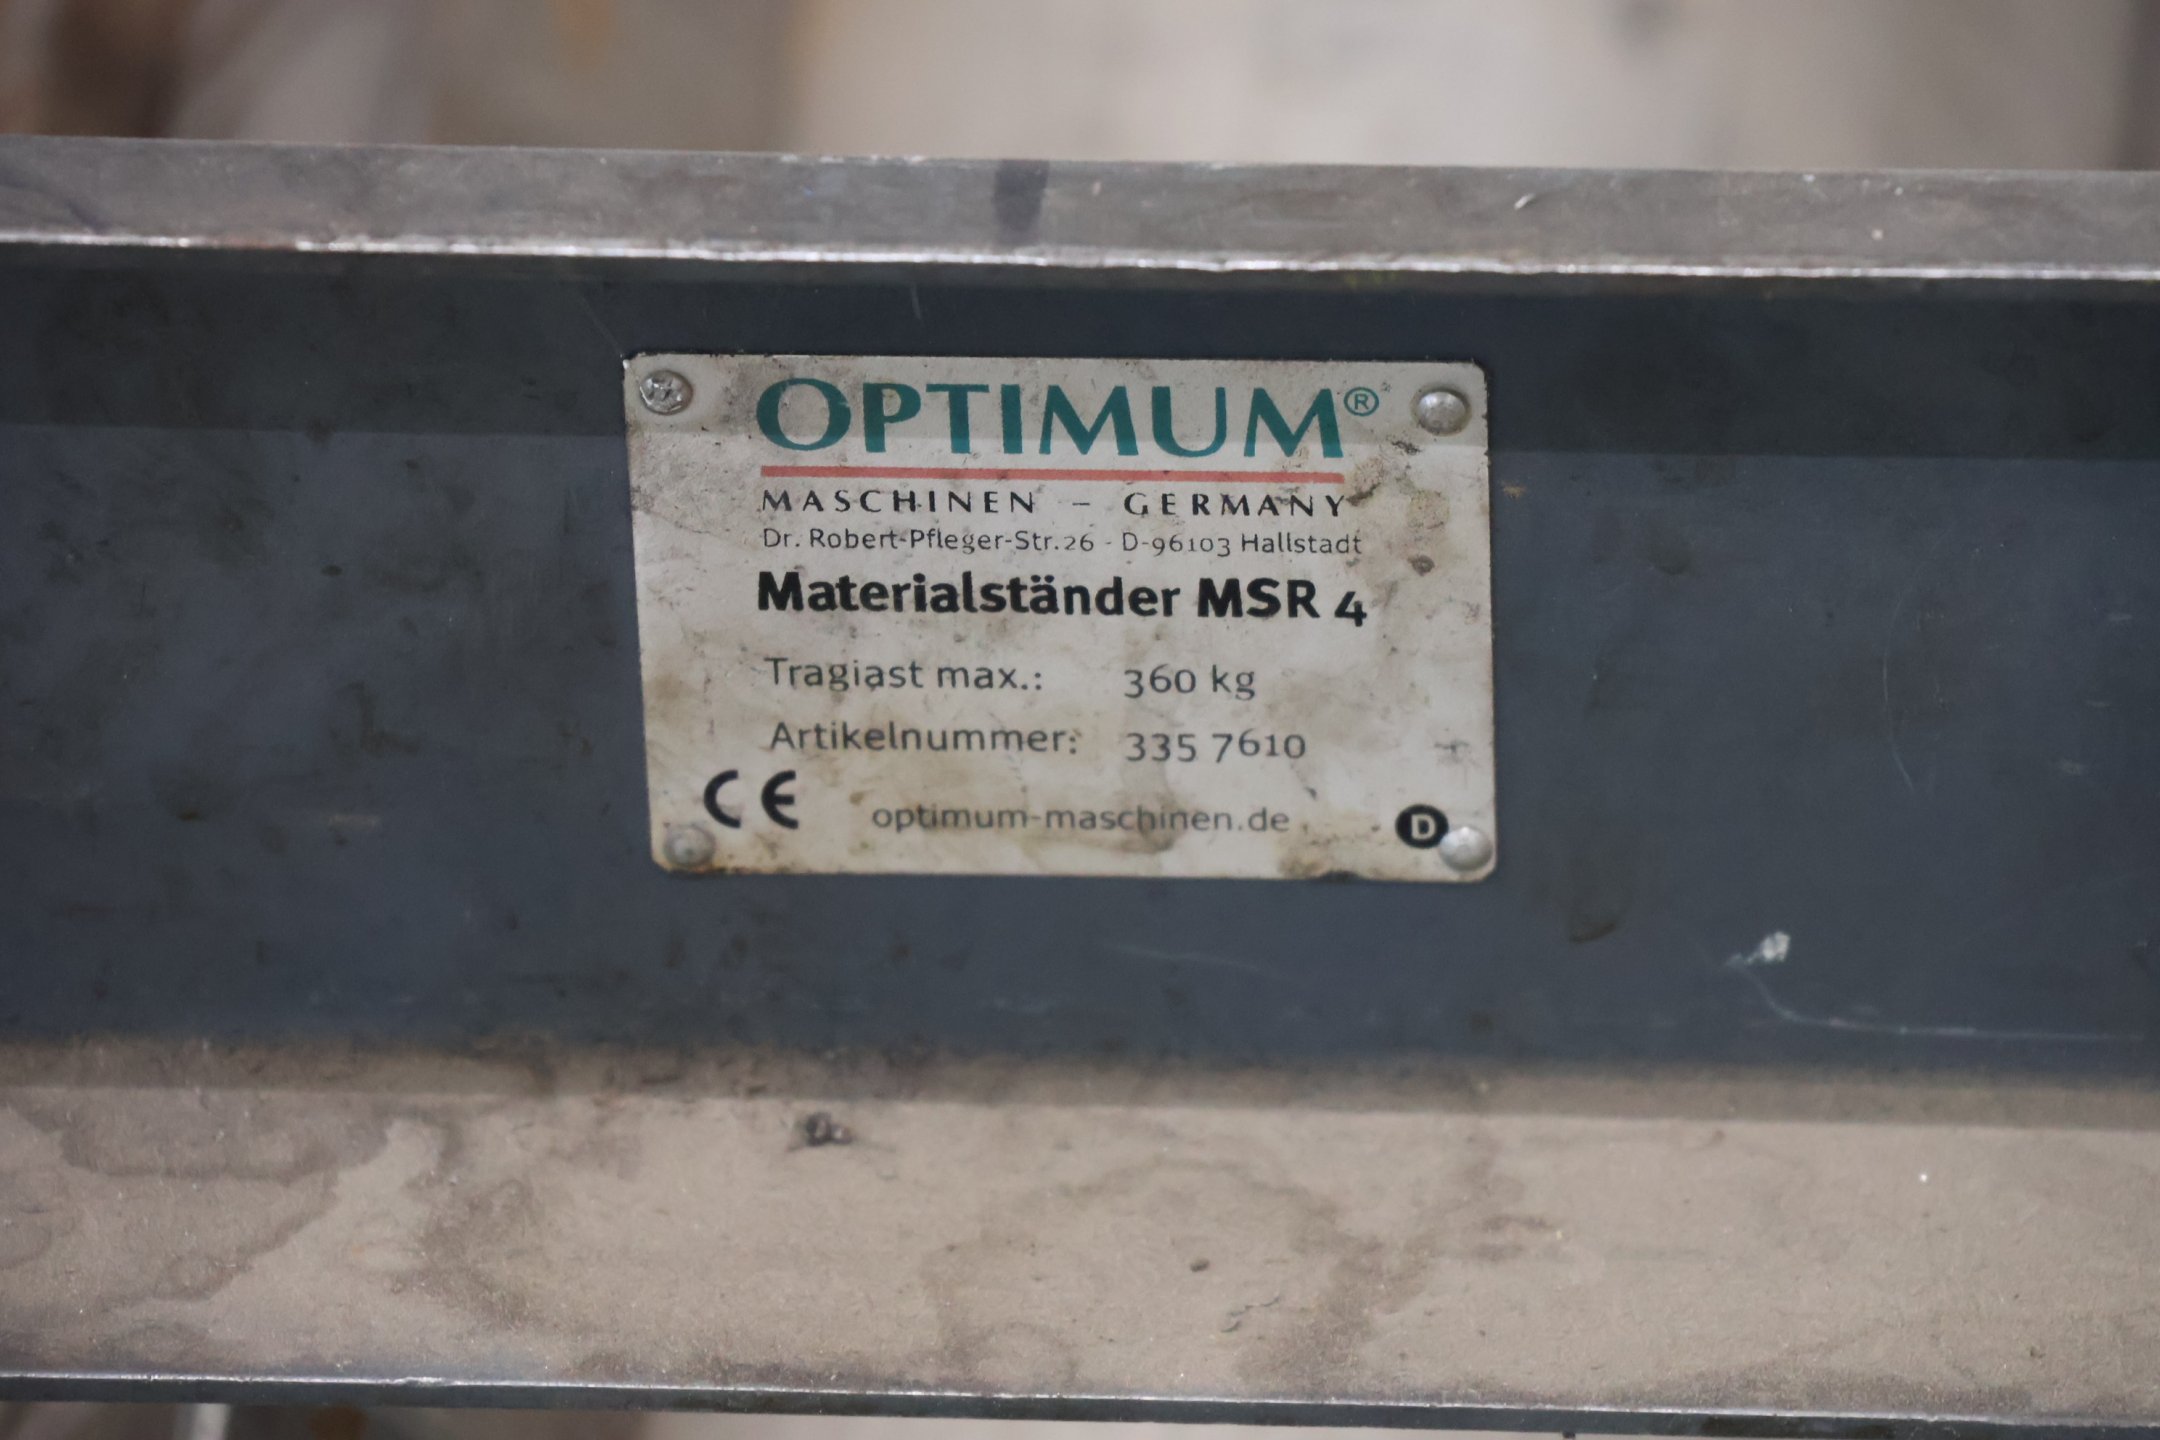 OPTIMUM®
MASCHINEN – GERMANY
Dr. Robert-Pfleger-Str.26 - D-96103 Hallstadt
Materialständer MSR 4
Tragiast max.: 360 kg
Artikelnummer: 335 7610
CE optimum-maschinen.de D